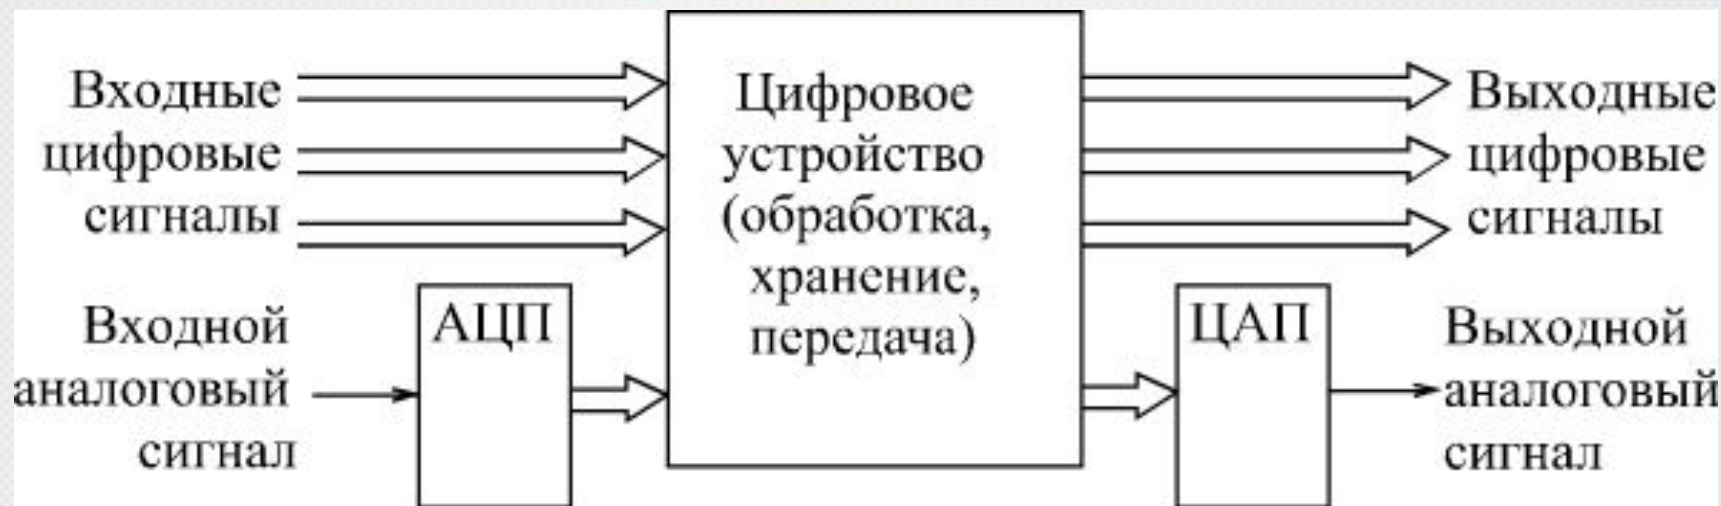 Входные
цифровые
сигналы
Входной
аналоговый
сигнал
АЦП
Цифровое
устройство
(обработка,
хранение,
передача)
ЦАП
Выходные
цифровые
сигналы
Выходной
аналоговый
сигнал